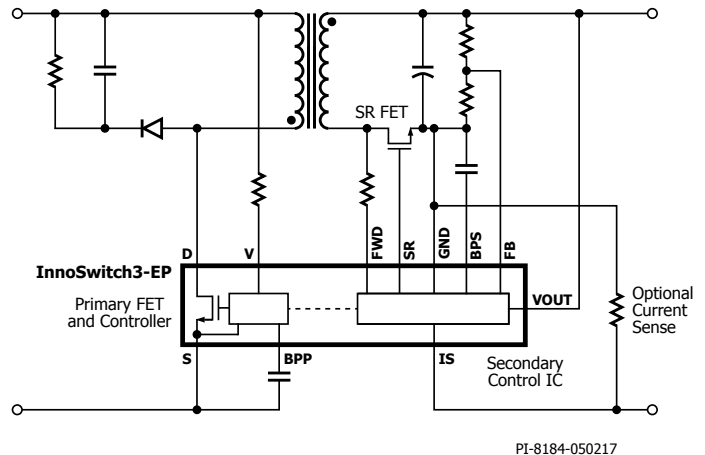 SR FET
D
V
FWD
SR
GND
BPS
FB
InnoSwitch3-EP
VOUT
Primary FET
and Controller
Optional
Current
Sense
S
BPP
IS
Secondary
Control IC
PI-8184-050217